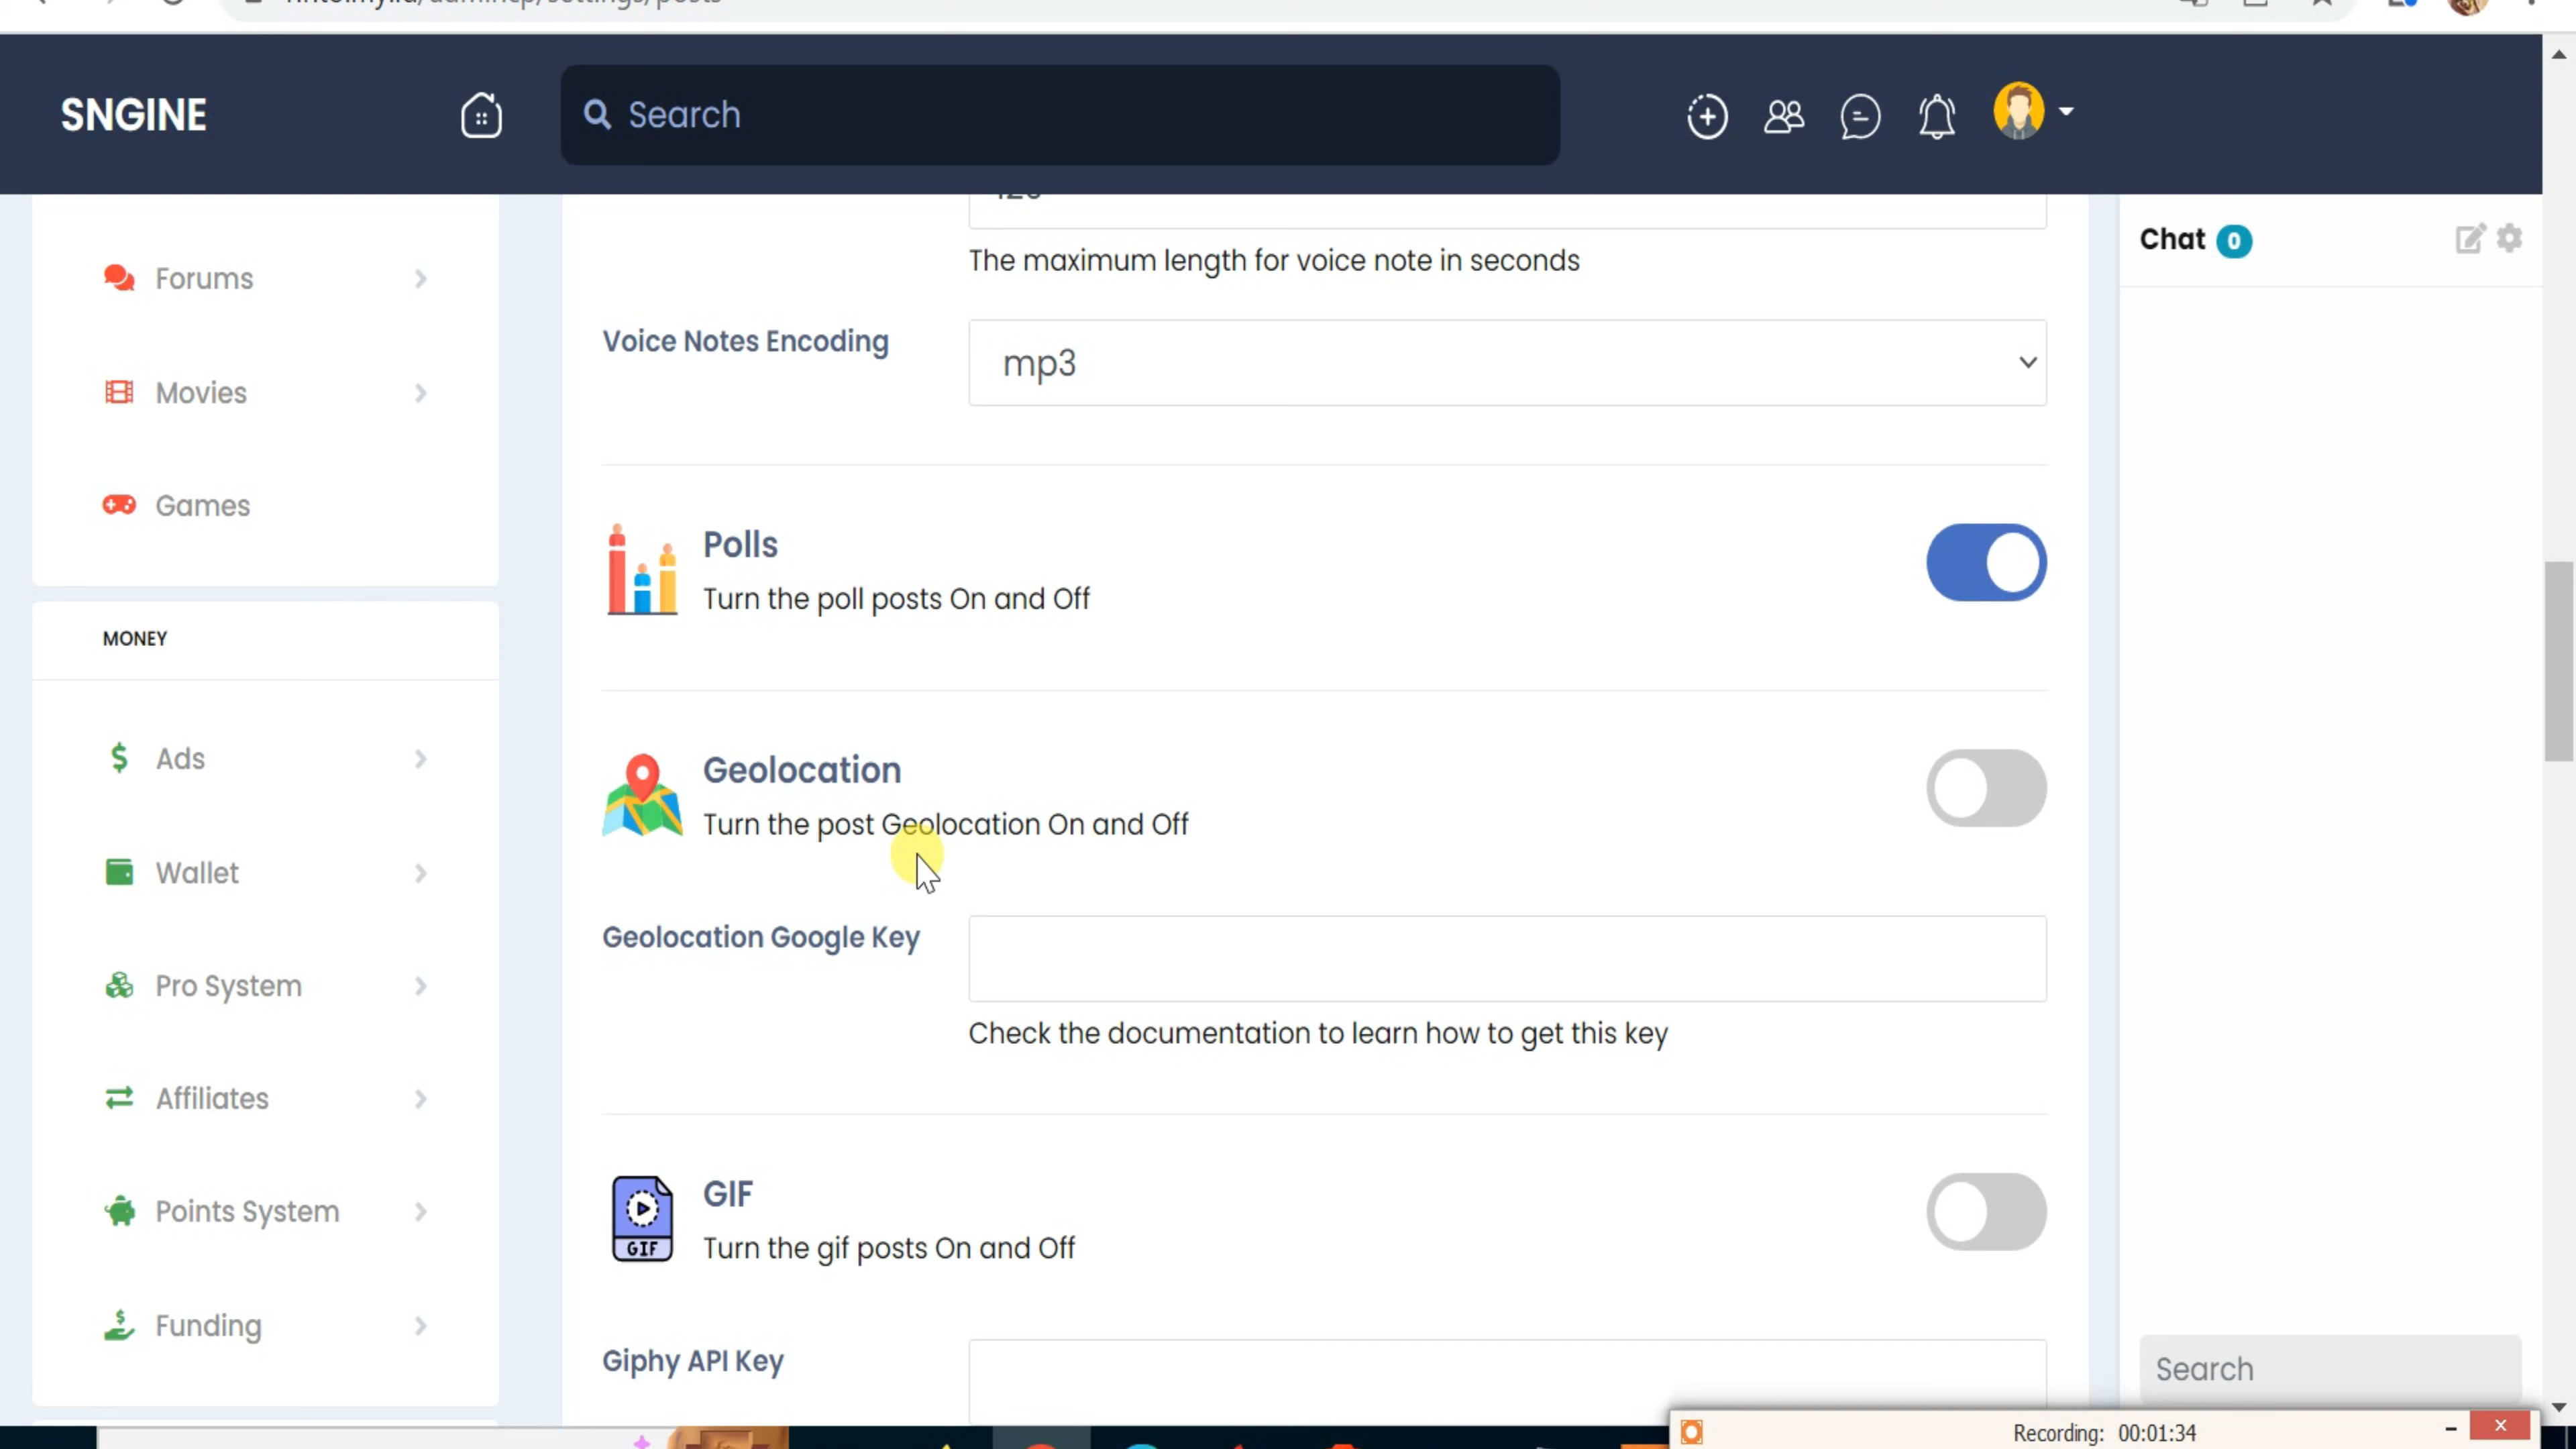 SNGINE
Search
Forums
Movies
Games
MONEY
Ads
Wallet
Pro System
Affiliates
Points System
Funding
The maximum length for voice note in seconds
Voice Notes Encoding
mp3
Polls
Turn the poll posts On and Off
Geolocation
Turn the post Geolocation On and Off
Geolocation Google Key
Check the documentation to learn how to get this key
GIF
GIF
Turn the gif posts On and Off
Giphy API Key
Chat 0
Search
Recording: 00:01:34